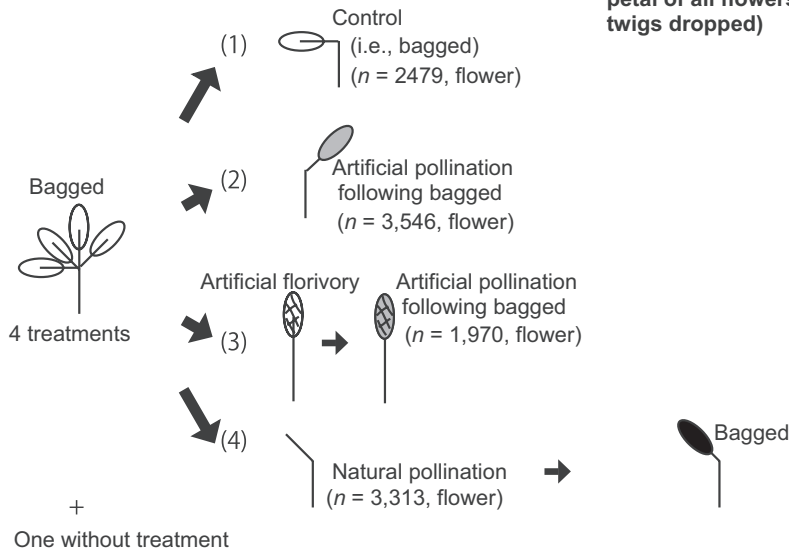 petal of all flowers
twigs dropped)
(1)
Control
(i.e., bagged)
(n = 2479, flower)
Bagged
4 treatments
(2)
Artificial pollination
following bagged
(n = 3,546, flower)
(3)
Artificial florivory
Artificial pollination
following bagged
(n = 1,970, flower)
(4)
Natural pollination
(n = 3,313, flower)
Bagged
+
One without treatment